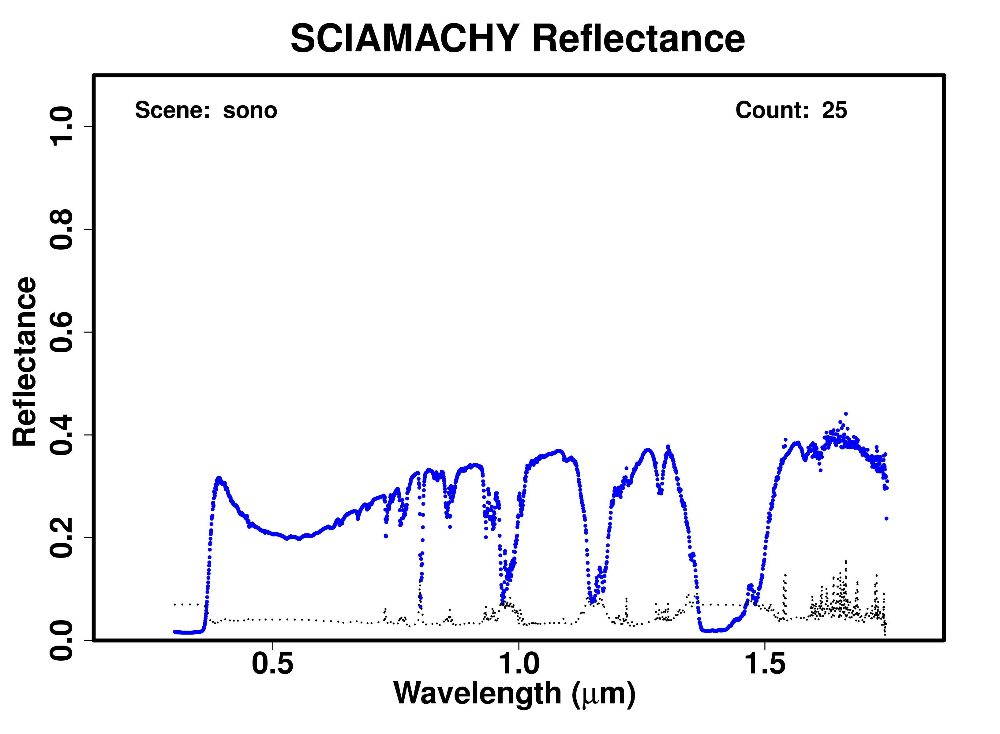 SCIAMACHY Reflectance
Scene: sono
Count: 25
Reflectance
1.0
0.8
0.6
0.4
0.2
0.0
0.5
1.0
1.5
Wavelength (μm)